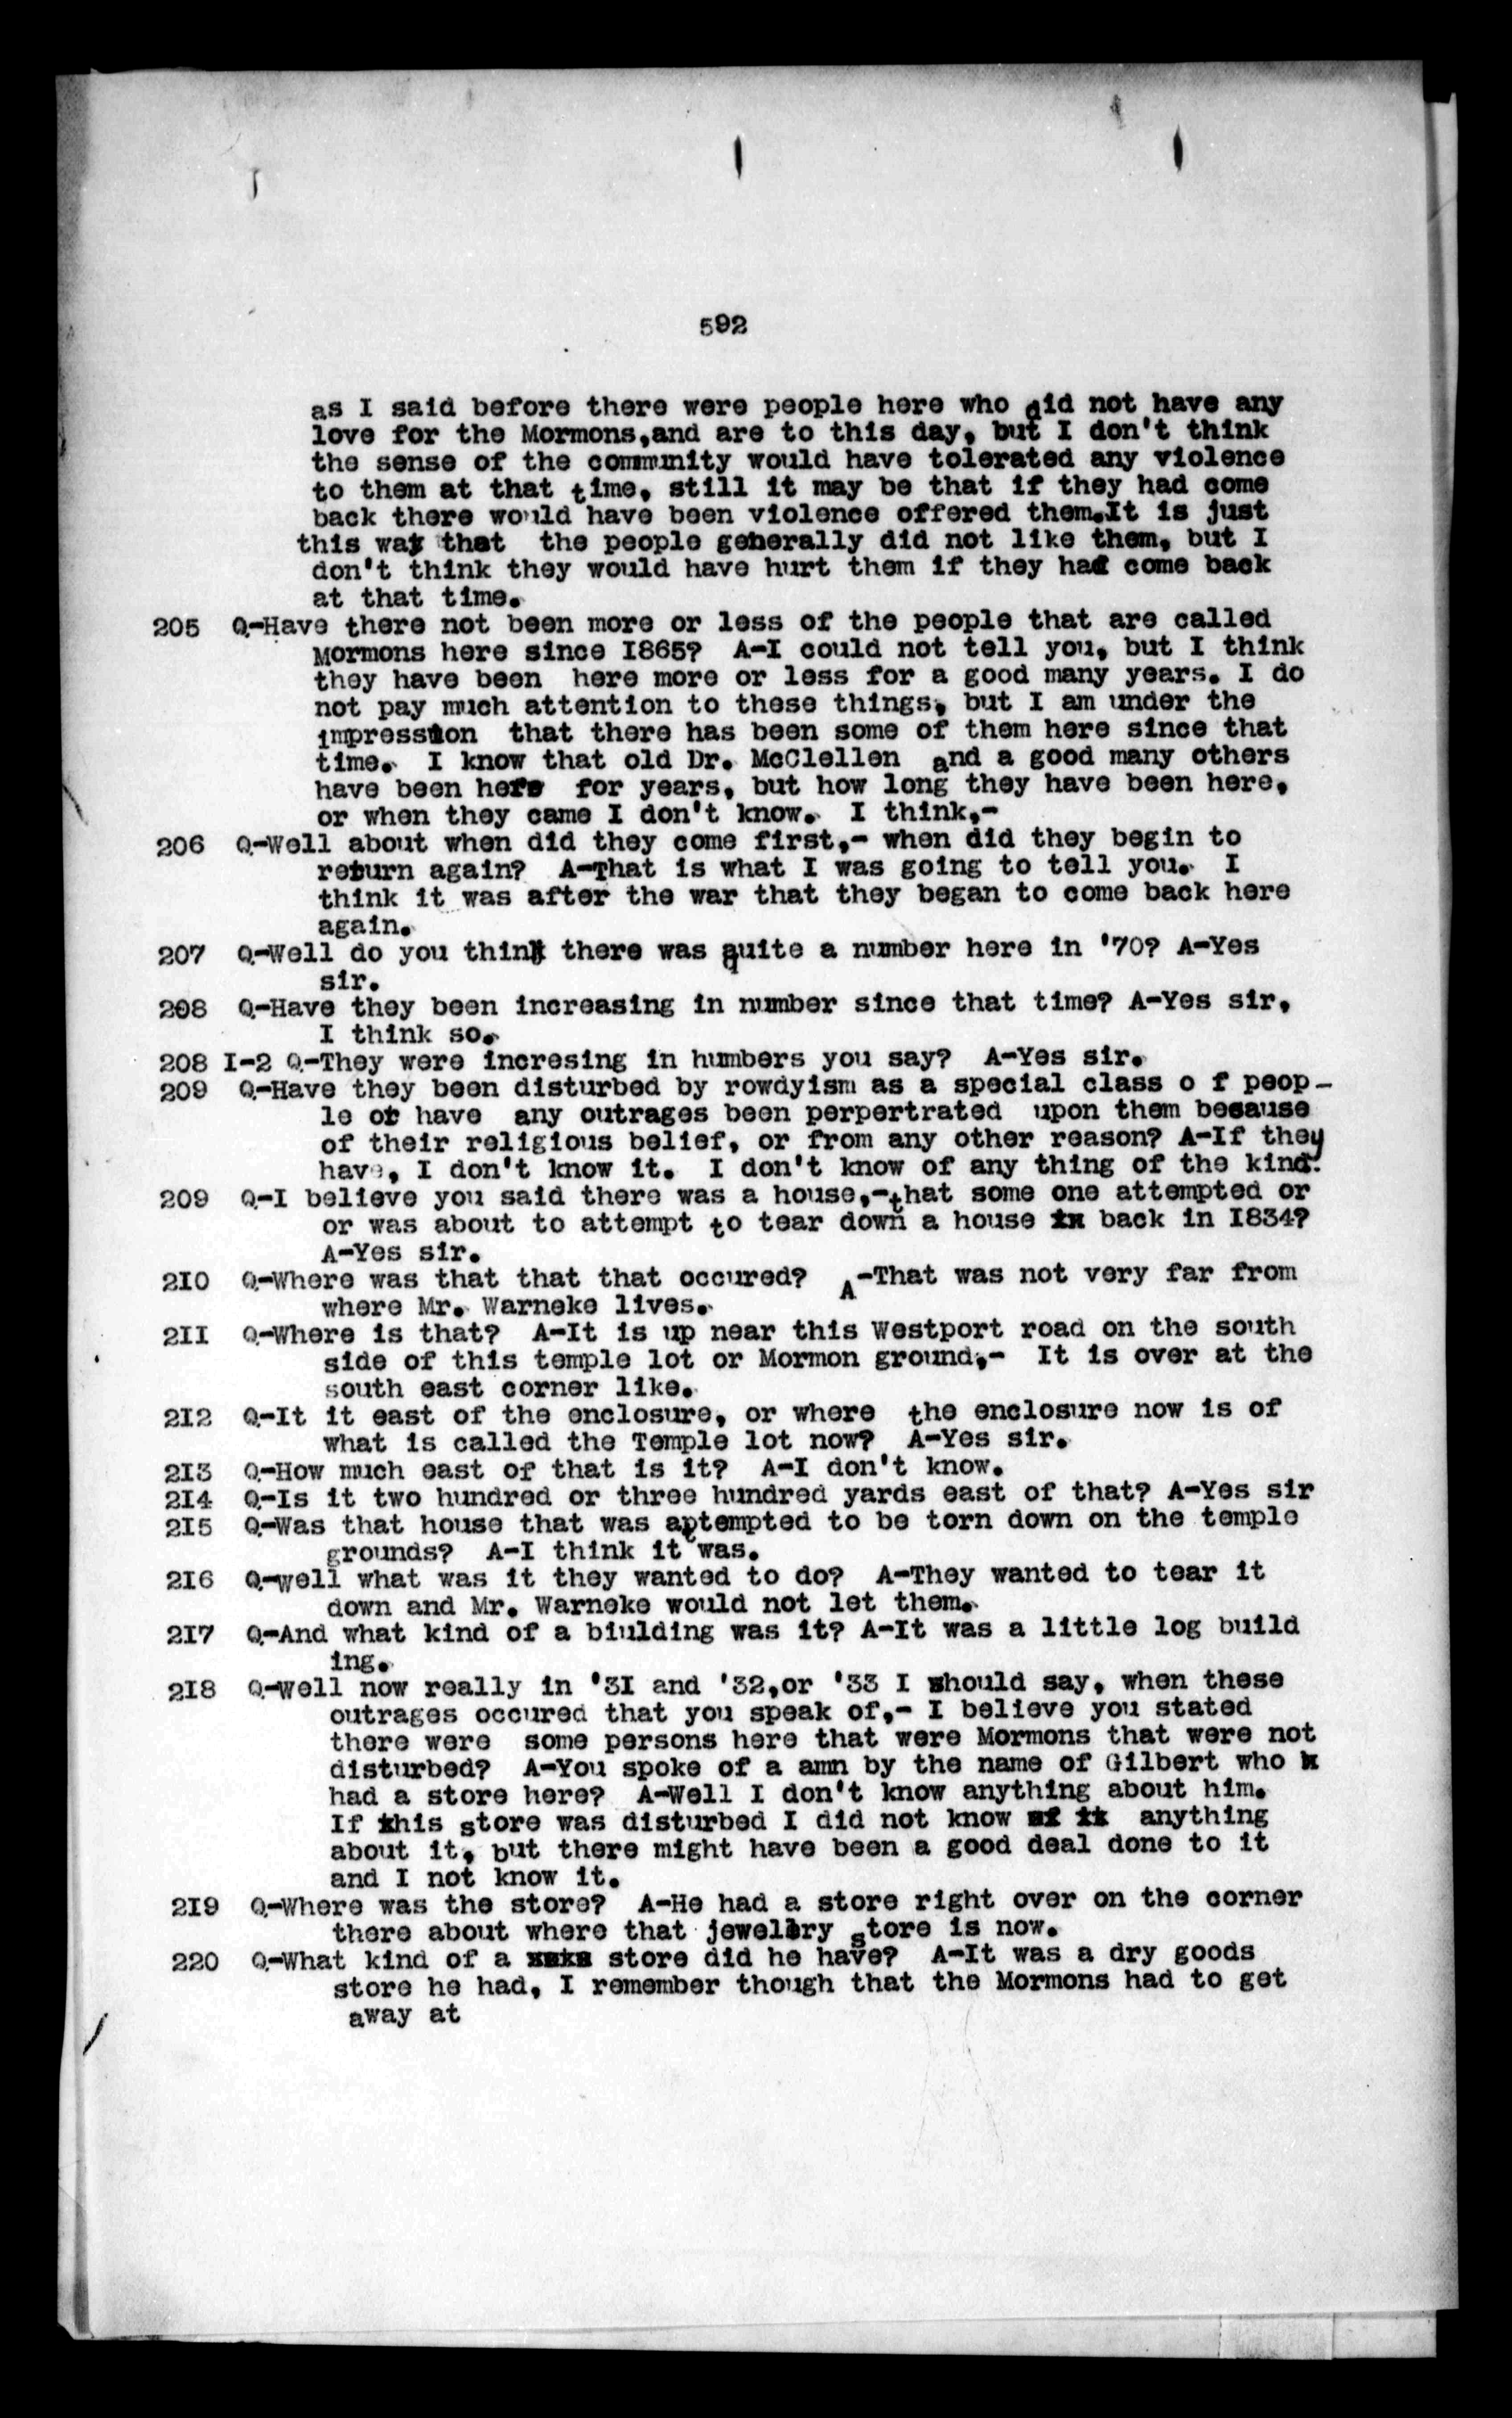 592
as I said before there were people here who did not have any
love for the Mormons,and are to this day, but I don't think
the sense of the community would have tolerated any violence
to them at that time, still it may be that if they had come
back there would have been violence offered them.It is just
this way that the people generally did not like them, but I
don't think they would have hurt them if they had come back
at that time.
205 Q-Have there not been more or less of the people that are called
Mormons here since I865? A-I could not tell you, but I think
they have been here more or less for a good many years. I do
not pay much attention to these things, but I am under the
impression that there has been some of them here since that
time. I know that old Dr. McClellen and a good many others
have been here for years, but how long they have been here,
or when they came I don't know. I think,-
206 Q-Well about when did they come first,- when did they begin to
return again? A-That is what I was going to tell you. I
think it was after the war that they began to come back here
again.
207 Q-Well do you think there was quite a number here in '70? A-Yes
sir.
208 Q-Have they been increasing in number since that time? A-Yes sir,
I think so.
208 I-2 Q-They were incresing in humbers you say? A-Yes sir.
209 Q-Have they been disturbed by rowdyism as a special class o f peop-
le or have any outrages been perpertrated upon them because
of their religious belief, or from any other reason? A-If they
have, I don't know it. I don't know of any thing of the kind.
209 Q-I believe you said there was a house,-that some one attempted or
or was about to attempt to tear down a house in back in I834?
A-Yes sir.
2I0 Q-Where was that that that occured? A-That was not very far from
where Mr. Warneke lives.
2II Q-Where is that? A-It is up near this Westport road on the south
side of this temple lot or Mormon ground,- It is over at the
south east corner like.
2I2 Q-It it east of the enclosure, or where the enclosure now is of
what is called the Temple lot now? A-Yes sir.
2I3 Q-How much east of that is it? A-I don't know.
2I4 Q-Is it two hundred or three hundred yards east of that? A-Yes sir
2I5 Q-Was that house that was attempted to be torn down on the temple
grounds? A-I think it was.
2I6 Q-well what was it they wanted to do? A-They wanted to tear it
down and Mr. Warneke would not let them.
2I7 Q-And what kind of a biulding was it? A-It was a little log build
ing.
2I8 Q-well now really in '3I and '32,or '33 I should say, when these
outrages occured that you speak of,- I believe you stated
there were some persons here that were Mormons that were not
disturbed? A-You spoke of a amn by the name of Gilbert who
had a store here? A-Well I don't know anything about him.
If this store was disturbed I did not know of it anything
about it, but there might have been a good deal done to it
and I not know it.
2I9 Q-Where was the store? A-He had a store right over on the corner
there about where that jewelry store is now.
220 Q-What kind of a store did he have? A-It was a dry goods
store he had, I remember though that the Mormons had to get
away at